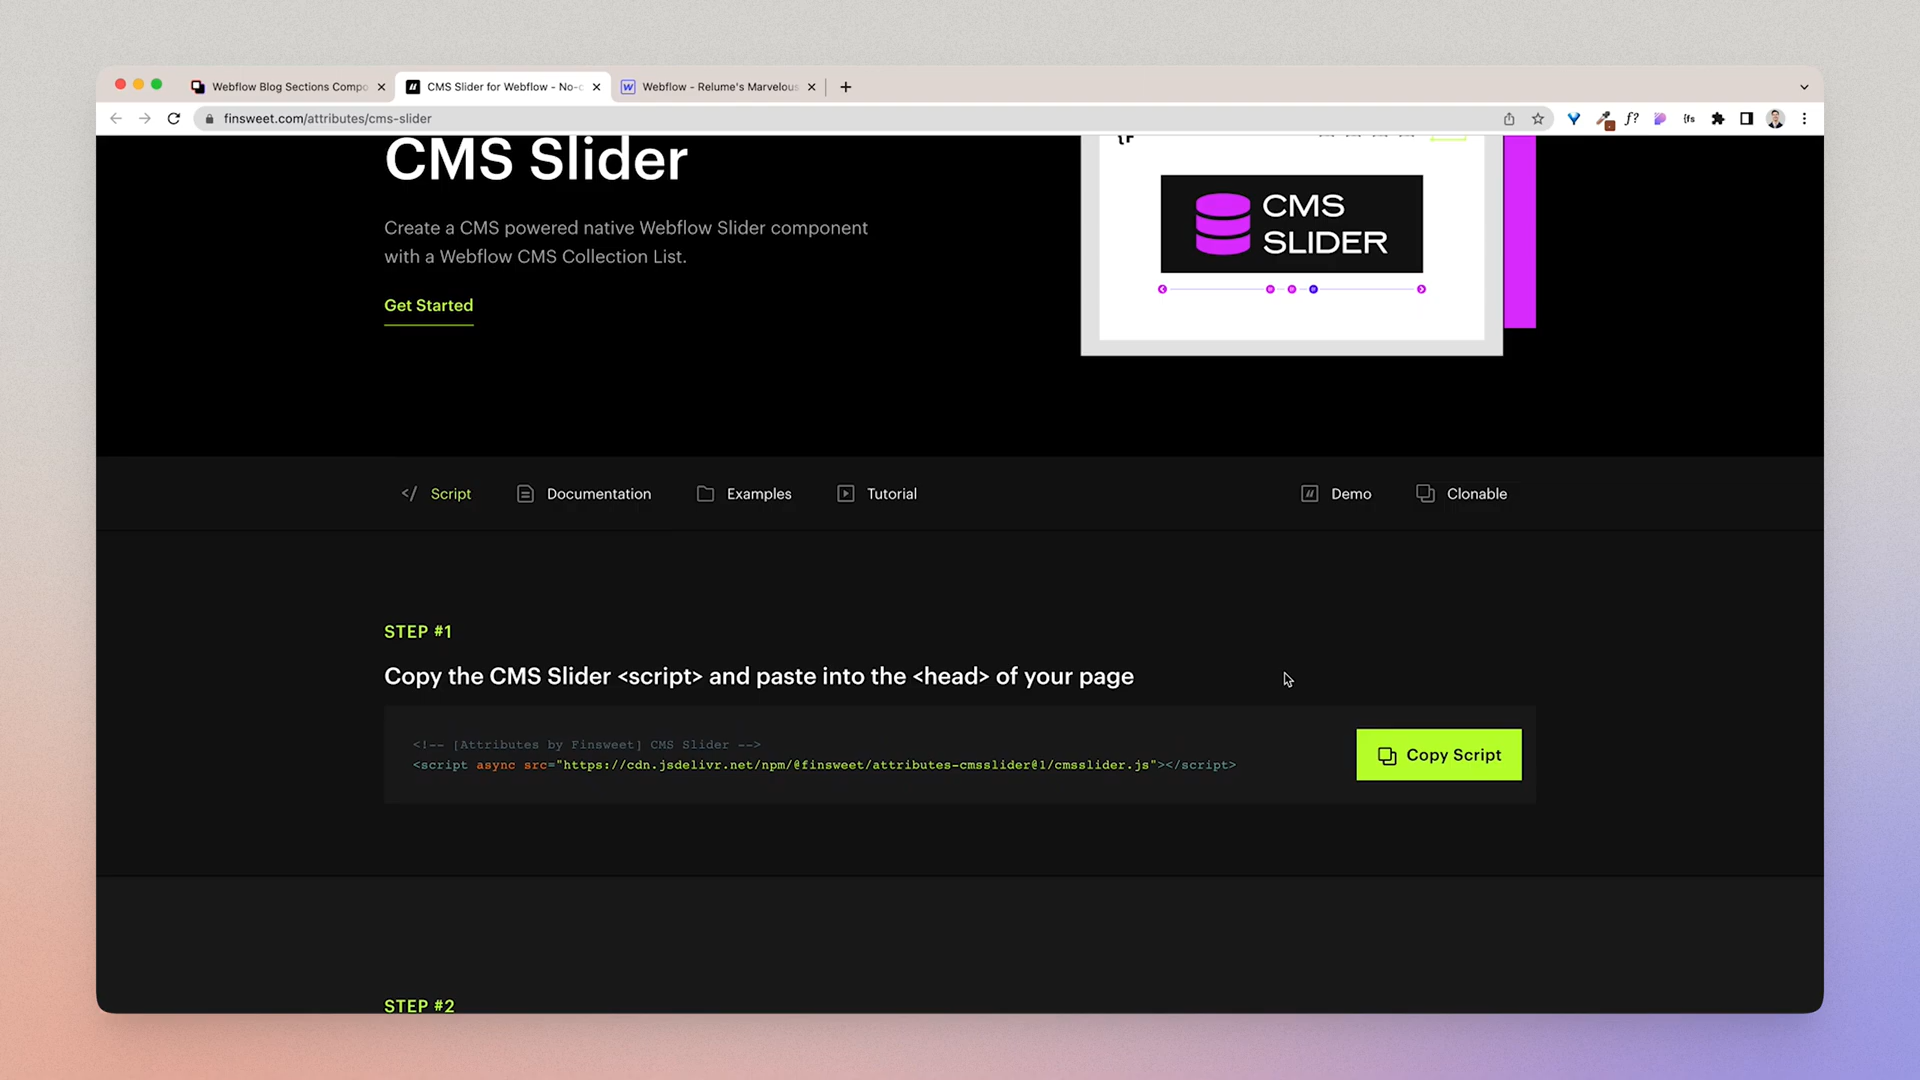 Webflow Blog Sections Compo
CMS Slider for Webflow - No-c
Webflow - Relume's Marvelous
finsweet.com/attributes/cms-slider
CMS Slider
Create a CMS powered native Webflow Slider component
with a Webflow CMS Collection List.
Get Started
CMS
SLIDER
</> Script
Documentation
Examples
Tutorial
Demo
Clonable
STEP #1
Copy the CMS Slider <script> and paste into the <head> of your page
<!-- [Attributes by Finsweet] CMS Slider -->
<script async src="https://cdn.jsdelivr.net/npm/@finsweet/attributes-cmsslider@1/cmsslider.js"></script>
Copy Script
STEP #2